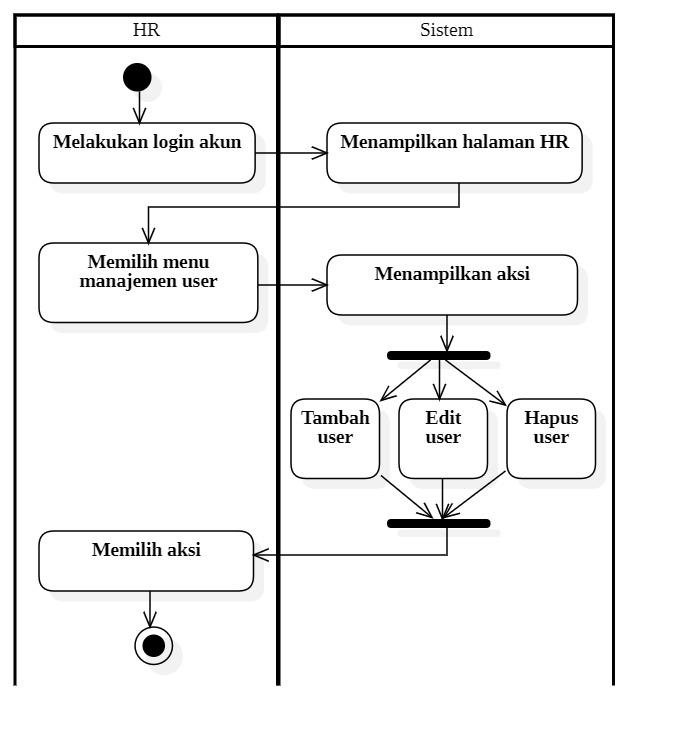 HR
Sistem
Melakukan login akun
Menampilkan halaman HR
Memilih menu
manajemen user
Menampilkan aksi
Tambah
user
Edit
user
Hapus
user
Memilih aksi